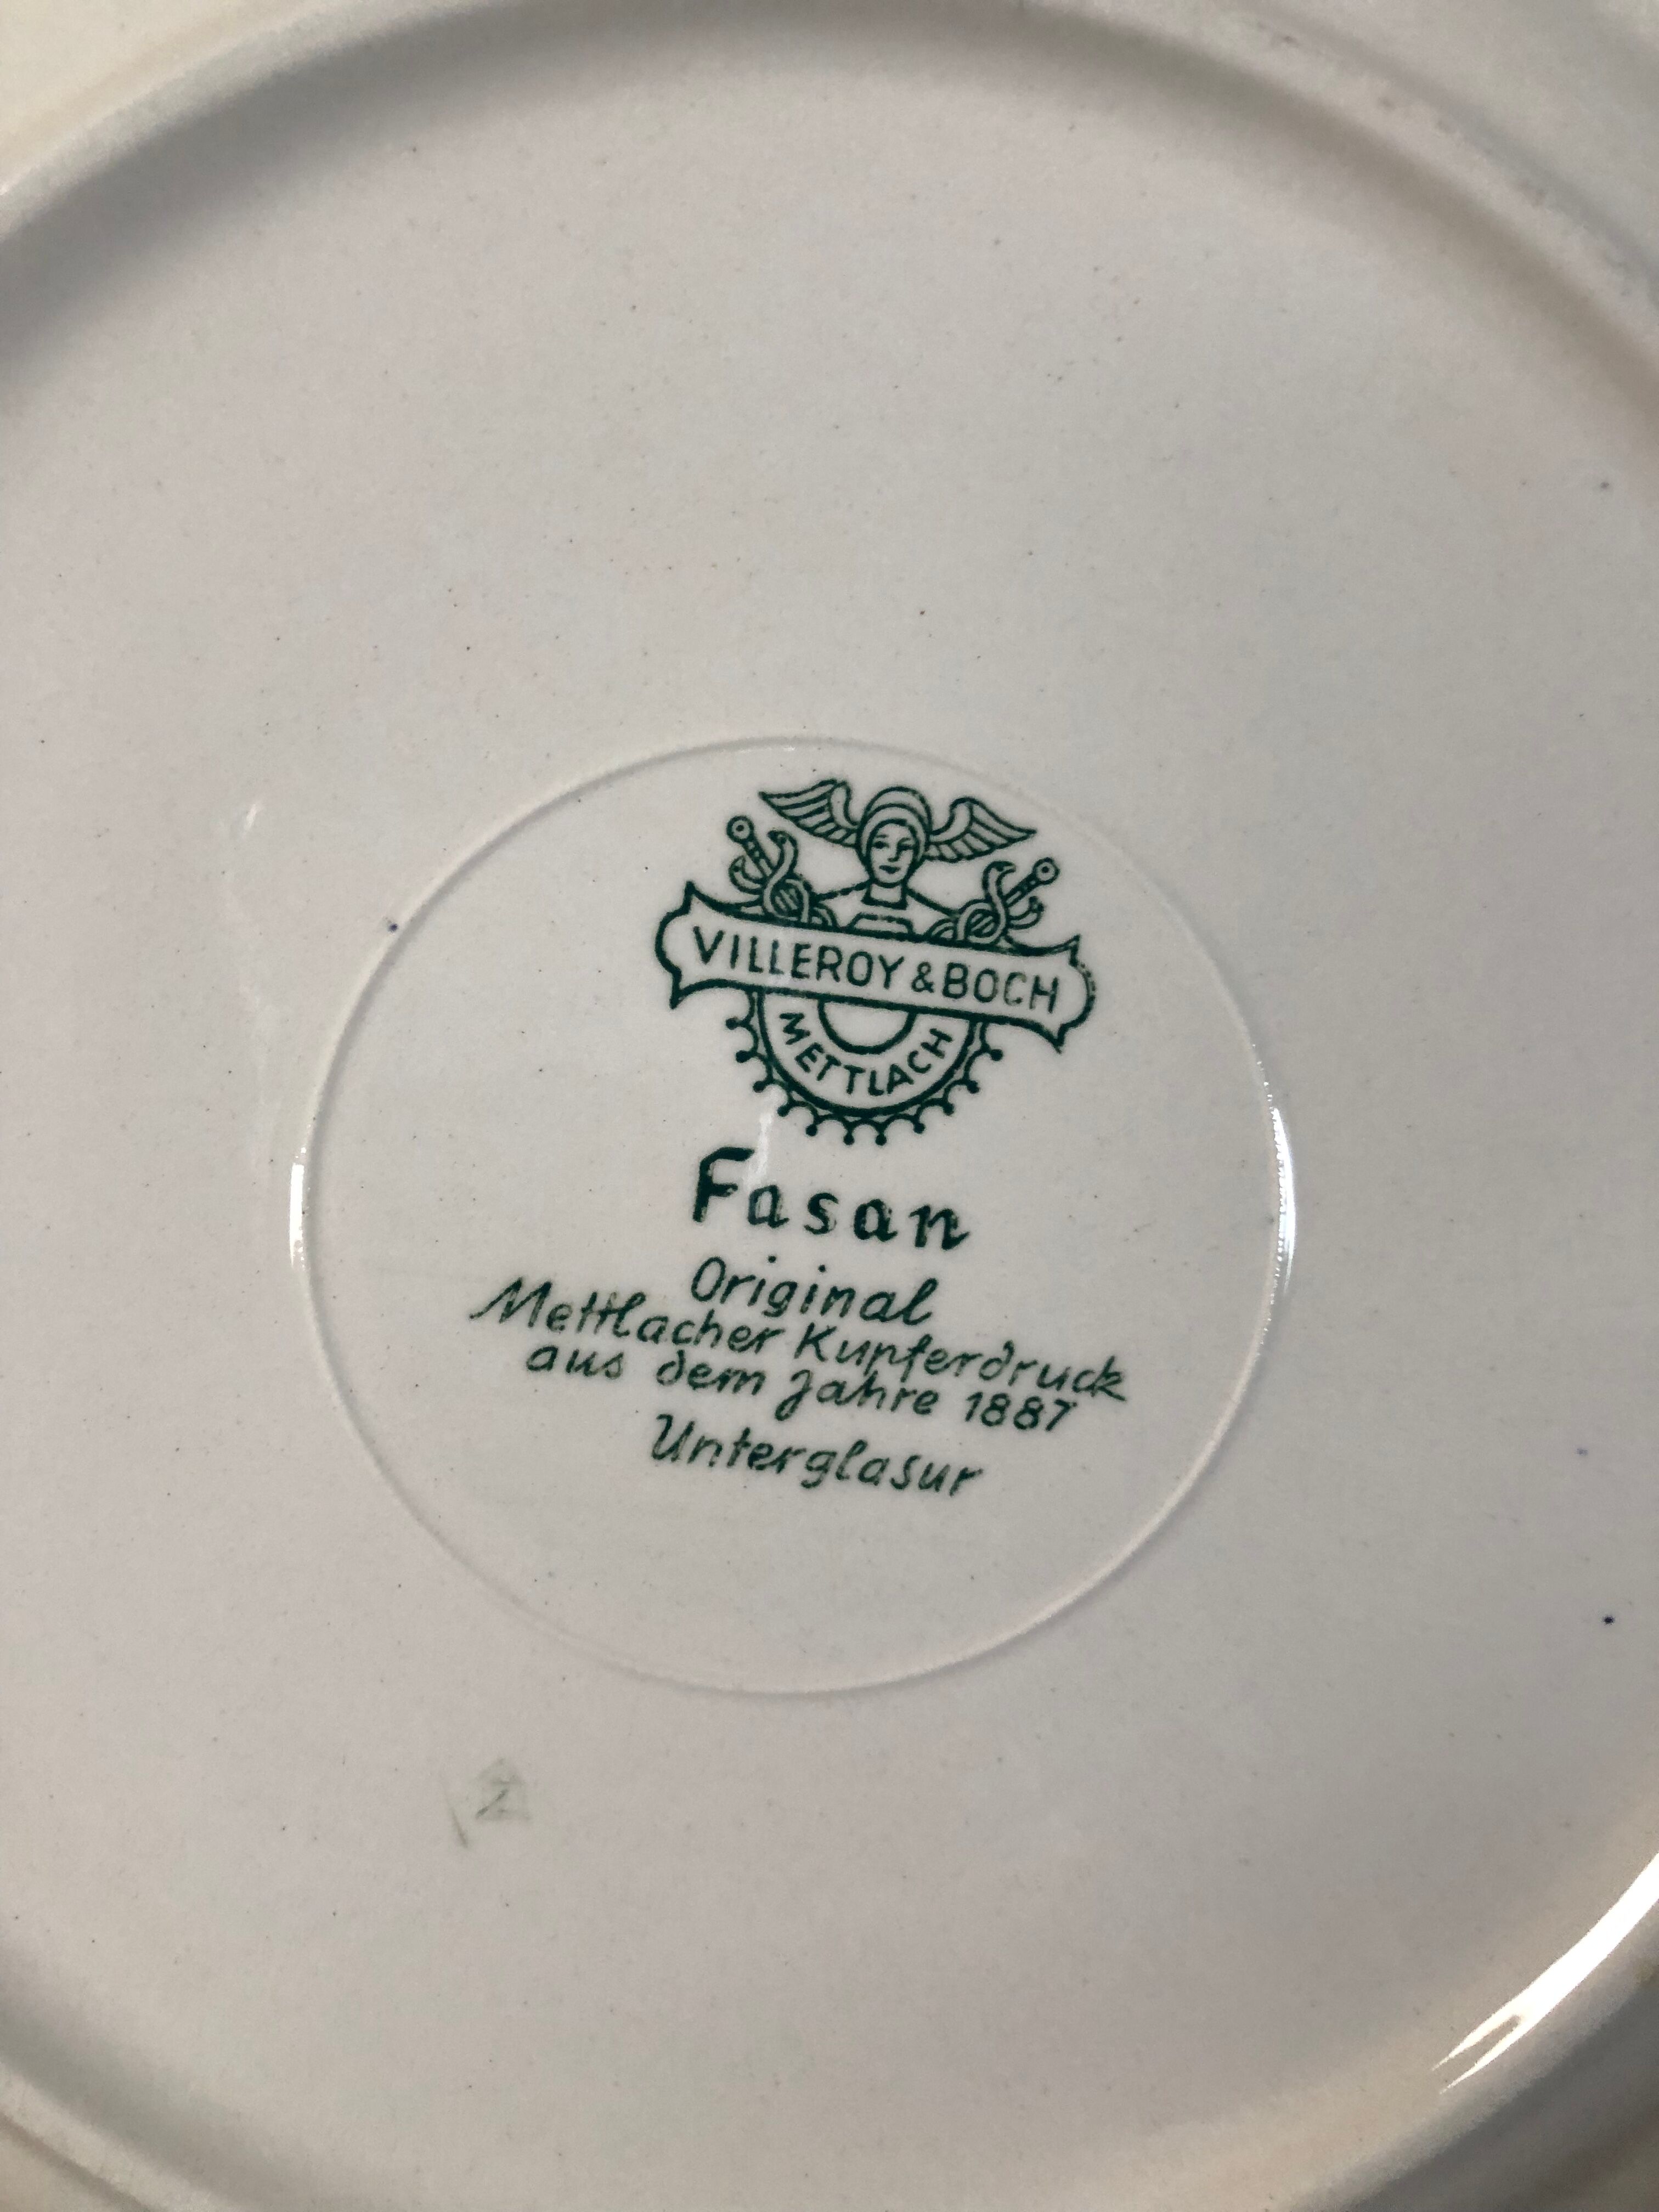 VILLEROY & BOCH
METTLACH
Fasan
Original
Mettlacher Kupferdruck
aus dem Jahre 1887
Unterglasur